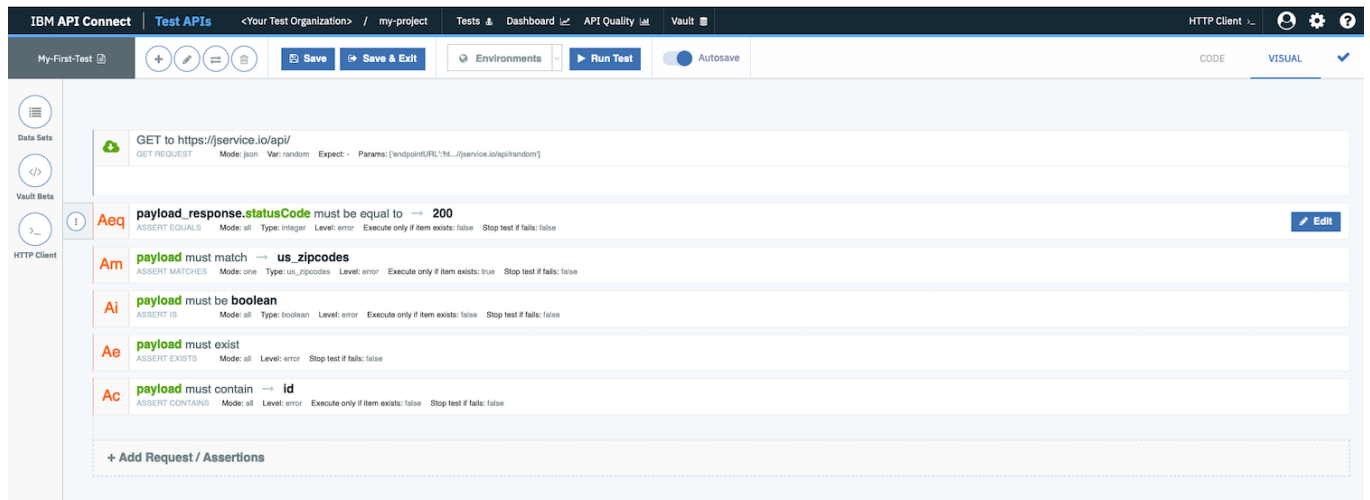 IBM API Connect Test APIs <Your Test Organization> / my-project Tests Dashboard API Quality Vault HTTP Client >_
My-First-Test Save Save & Exit Environments Run Test Autosave CODE VISUAL
Data Sets
Vault Beta
HTTP Client
GET to https://jservice.io/api/
GET REQUEST Mode: json Var: random Expect: - Params: ['endpointURL':'ht...//jservice.io/api/random']
Aeq payload_response.statusCode must be equal to → 200
ASSERT EQUALS Mode: all Type: integer Level: error Execute only if item exists: false Stop test if fails: false
Edit
Am payload must match → us_zipcodes
ASSERT MATCHES Mode: one Type: us_zipcodes Level: error Execute only if item exists: true Stop test if fails: false
Ai payload must be boolean
ASSERT IS Mode: all Type: boolean Level: error Execute only if item exists: false Stop test if fails: false
Ae payload must exist
ASSERT EXISTS Mode: all Level: error Stop test if fails: false
Ac payload must contain → id
ASSERT CONTAINS Mode: all Level: error Execute only if item exists: false Stop test if fails: false
+ Add Request / Assertions